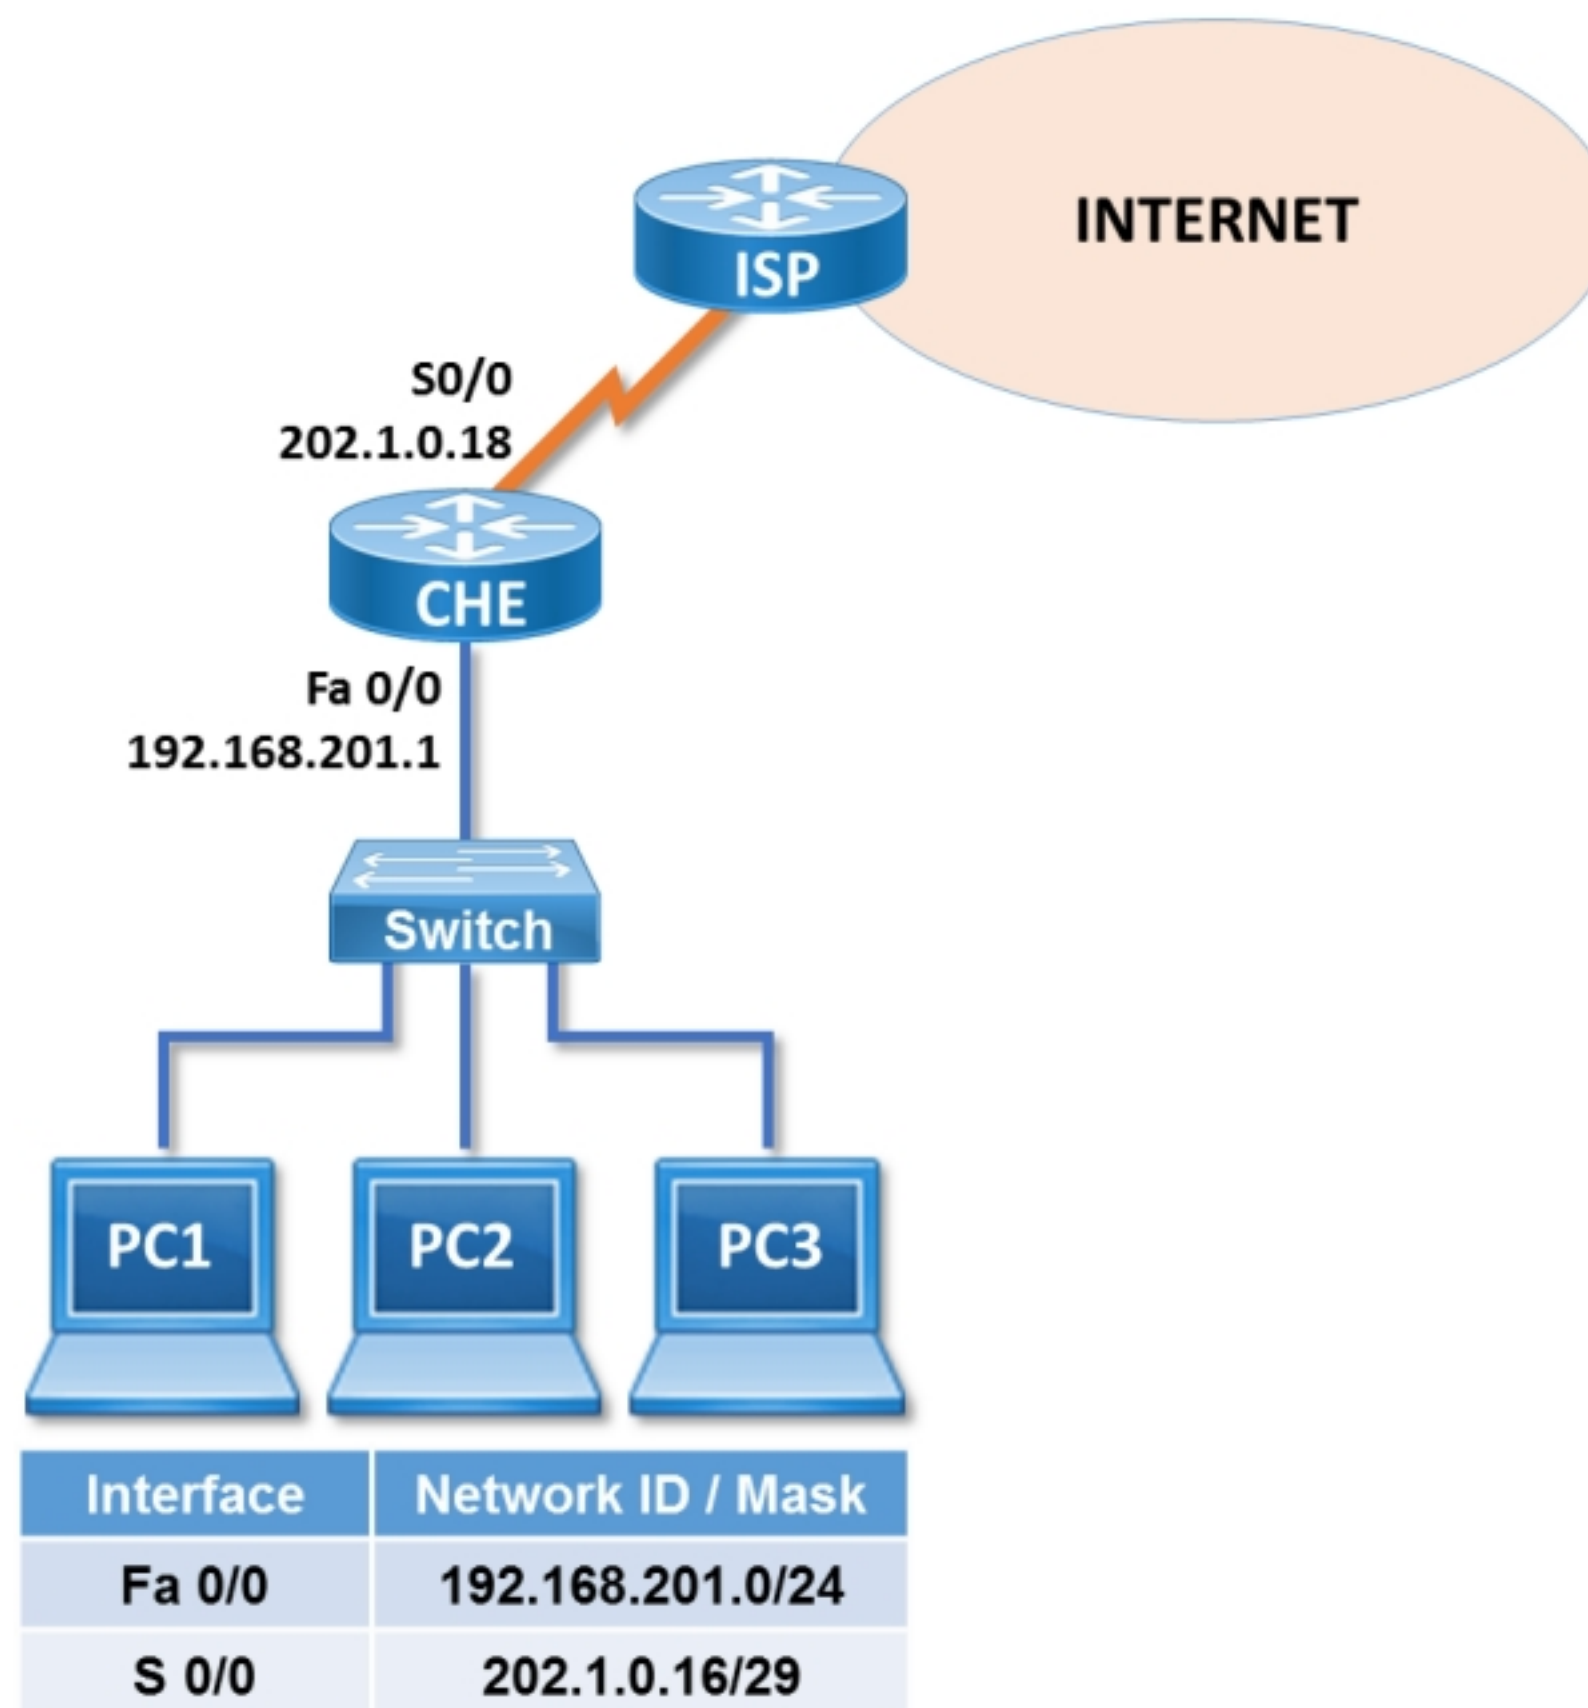 INTERNET
ISP
S0/0
202.1.0.18
CHE
Fa 0/0
192.168.201.1
Switch
PC1 PC2 PC3
Interface Network ID / Mask
Fa 0/0 192.168.201.0/24
S 0/0 202.1.0.16/29